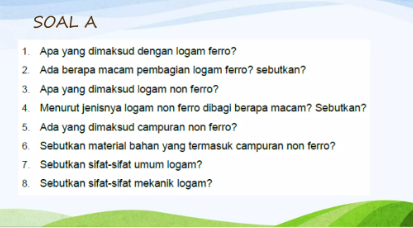 SOAL A
1. Apa yang dimaksud dengan logam ferro?
2. Ada berapa macam pembagian logam ferro? sebutkan?
3. Apa yang dimaksud logam non ferro?
4. Menurut jenisnya logam non ferro dibagi berapa macam? Sebutkan?
5. Ada yang dimaksud campuran non ferro?
6. Sebutkan material bahan yang termasuk campuran non ferro?
7. Sebutkan sifat-sifat umum logam?
8. Sebutkan sifat-sifat mekanik logam?